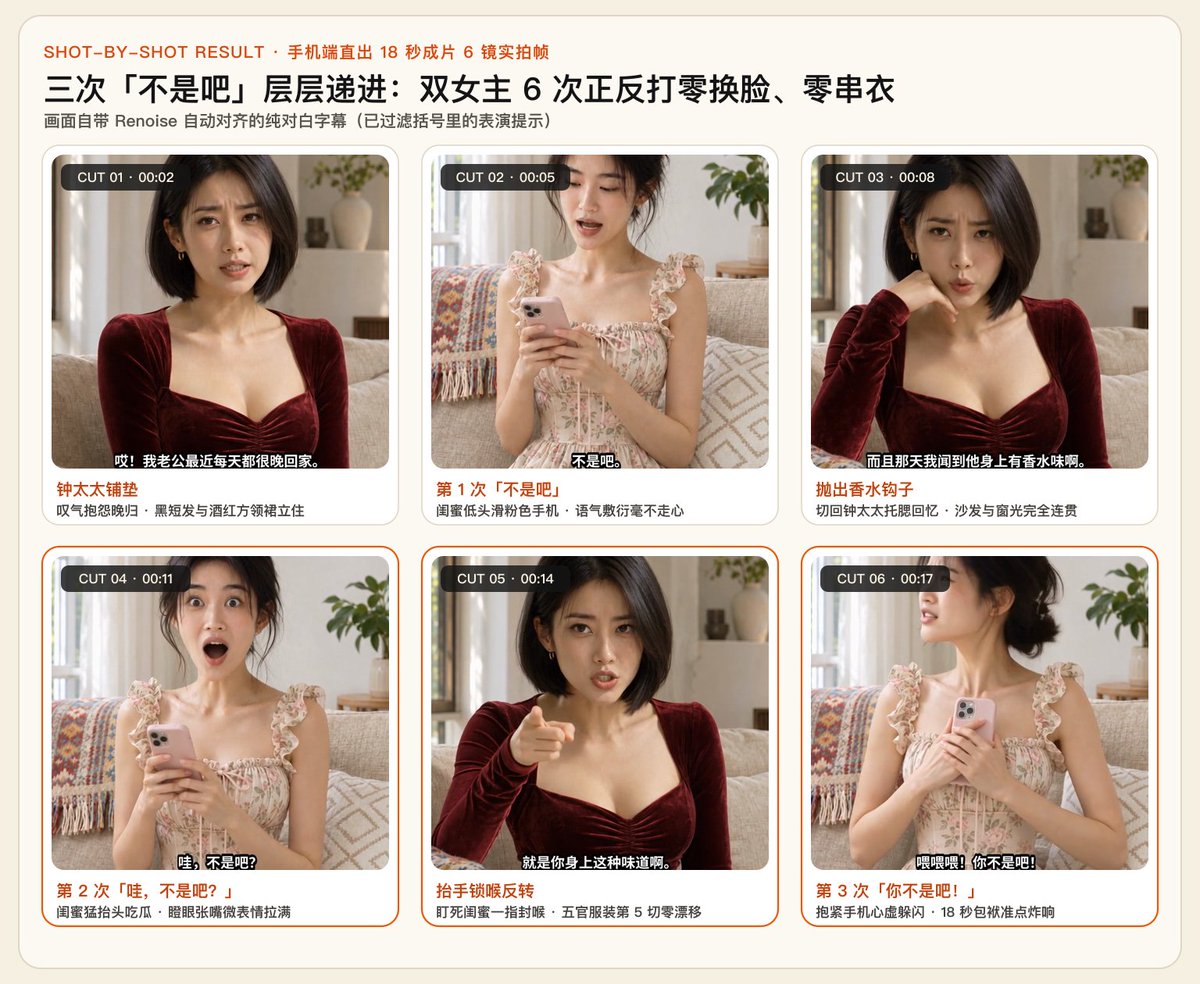 SHOT-BY-SHOT RESULT · 手机端直出 18 秒成片 6 镜实拍帧
三次「不是吧」层层递进：双女主 6 次正反打零换脸、零串衣
画面自带 Renoise 自动对齐的纯对白字幕（已过滤括号里的表演提示）
CUT 01 · 00:02
哎！我老公最近每天都很晚回家。
钟太太铺垫
叹气抱怨晚归 · 黑短发与酒红方领裙立住
CUT 02 · 00:05
不是吧。
第 1 次「不是吧」
闺蜜低头滑粉色手机 · 语气敷衍毫不走心
CUT 03 · 00:08
而且那天我闻到他身上有香水味啊。
抛出香水钩子
切回钟太太托腮回忆 · 沙发与窗光完全连贯
CUT 04 · 00:11
哇，不是吧？
第 2 次「哇，不是吧？」
闺蜜猛抬头吃瓜 · 瞪眼张嘴微表情拉满
CUT 05 · 00:14
就是你身上这种味道啊。
抬手锁喉反转
盯死闺蜜一指封喉 · 五官服装第 5 切零漂移
CUT 06 · 00:17
喂喂喂！你不是吧！
第 3 次「你不是吧！」
抱紧手机心虚躲闪 · 18 秒包袱准点炸响